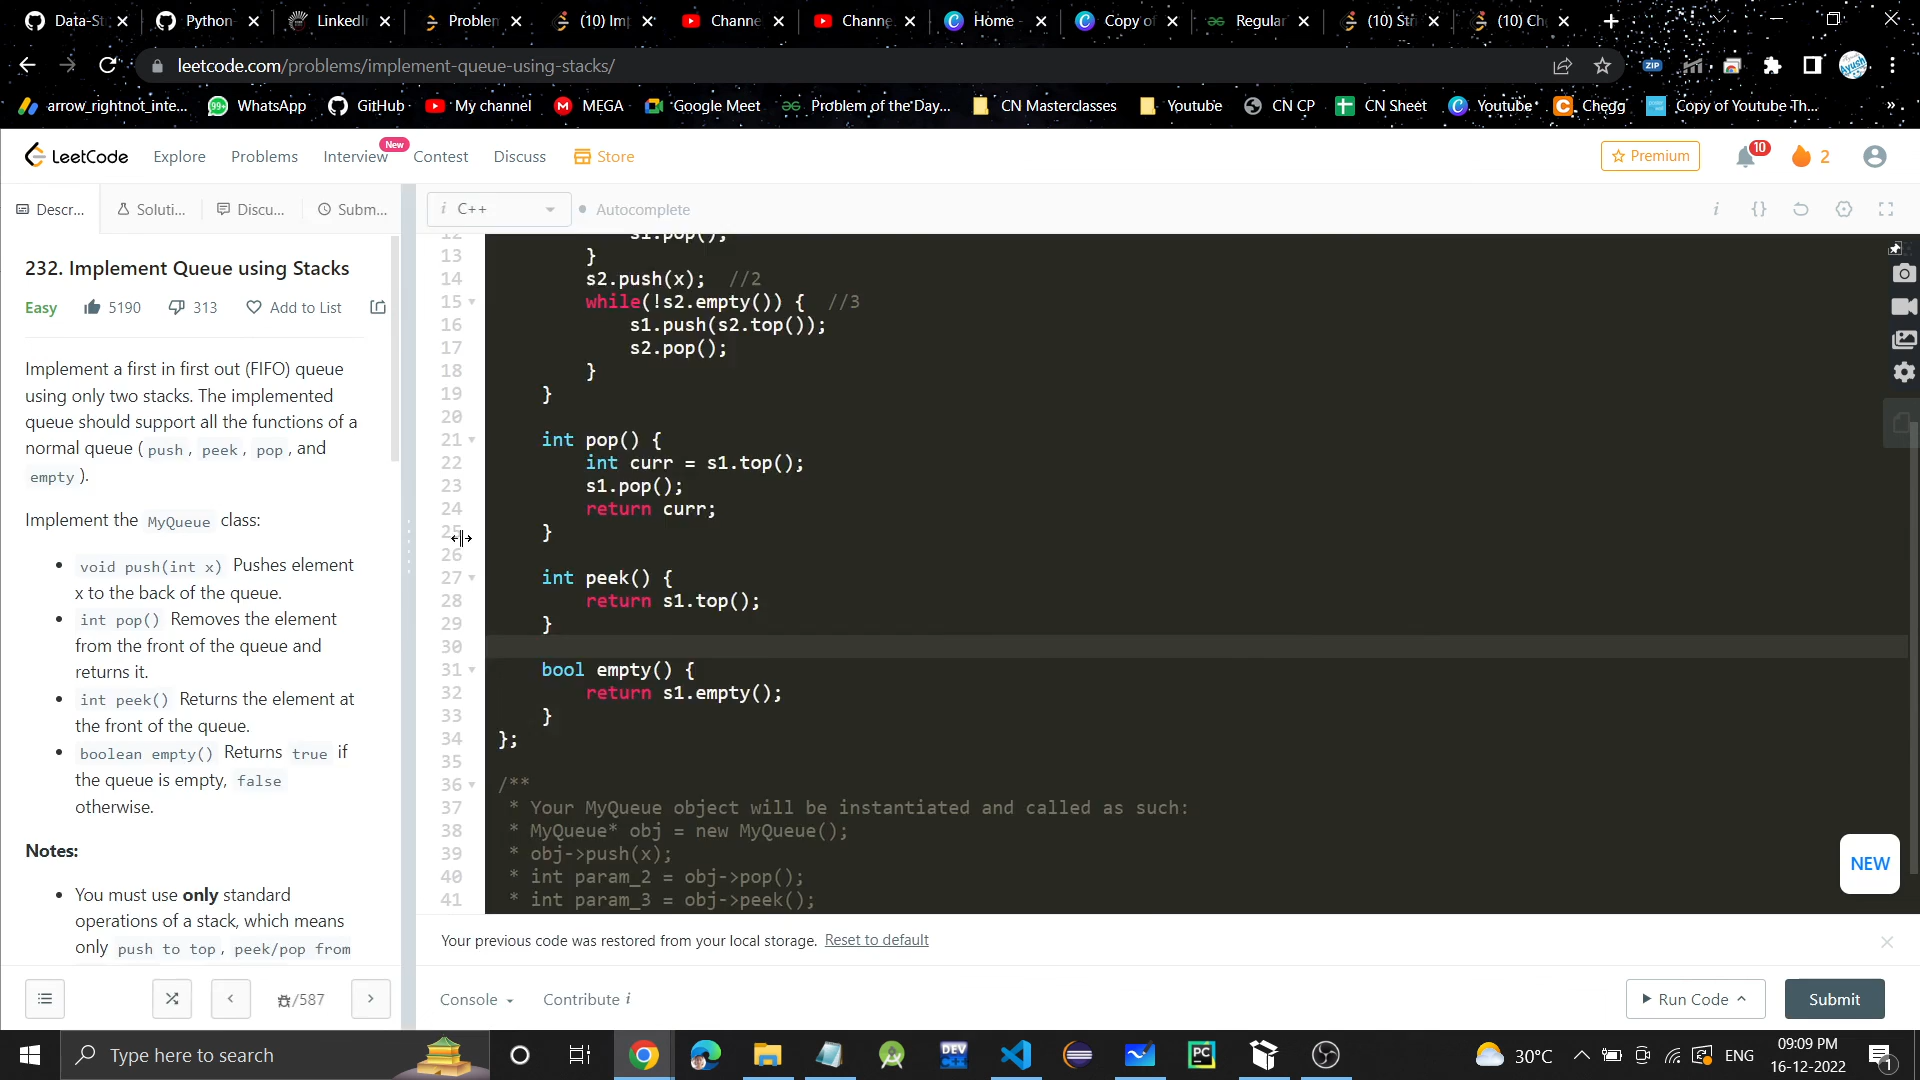 Data-St
Python
LinkedIn
Problem
(10) Imp
Channe
Channe
Home -
Copy of
Regular
(10) Str
(10) Ch
leetcode.com/problems/implement-queue-using-stacks/
ZIP
Ayush
arrow_rightnot_inte...
99+ WhatsApp
GitHub
My channel
MEGA
Google Meet
Problem of the Day...
CN Masterclasses
Youtube
CN CP
CN Sheet
Youtube
Chegg
Copy of Youtube Th...
»
LeetCode
Explore
Problems
Interview
New
Contest
Discuss
Store
Premium
10
2
Descr...
Soluti...
Discu...
Subm...
i C++
Autocomplete
i {}
232. Implement Queue using Stacks
Easy 5190 313 Add to List
Implement a first in first out (FIFO) queue
using only two stacks. The implemented
queue should support all the functions of a
normal queue ( push , peek , pop , and
empty ).
Implement the MyQueue class:
• void push(int x) Pushes element
x to the back of the queue.
• int pop() Removes the element
from the front of the queue and
returns it.
• int peek() Returns the element at
the front of the queue.
• boolean empty() Returns true if
the queue is empty, false
otherwise.
Notes:
• You must use only standard
operations of a stack, which means
only push to top , peek/pop from
/587
12 s1.pop();
13 }
14 s2.push(x); //2
15 while(!s2.empty()) { //3
16 s1.push(s2.top());
17 s2.pop();
18 }
19 }
20
21 int pop() {
22 int curr = s1.top();
23 s1.pop();
24 return curr;
25 }
26
27 int peek() {
28 return s1.top();
29 }
30
31 bool empty() {
32 return s1.empty();
33 }
34 };
35
36 /**
37 * Your MyQueue object will be instantiated and called as such:
38 * MyQueue* obj = new MyQueue();
39 * obj->push(x);
40 * int param_2 = obj->pop();
41 * int param_3 = obj->peek();
NEW
Your previous code was restored from your local storage. Reset to default
Console
Contribute i
Run Code
Submit
Type here to search
DEV
PC
30°C
ENG
09:09 PM
16-12-2022
1